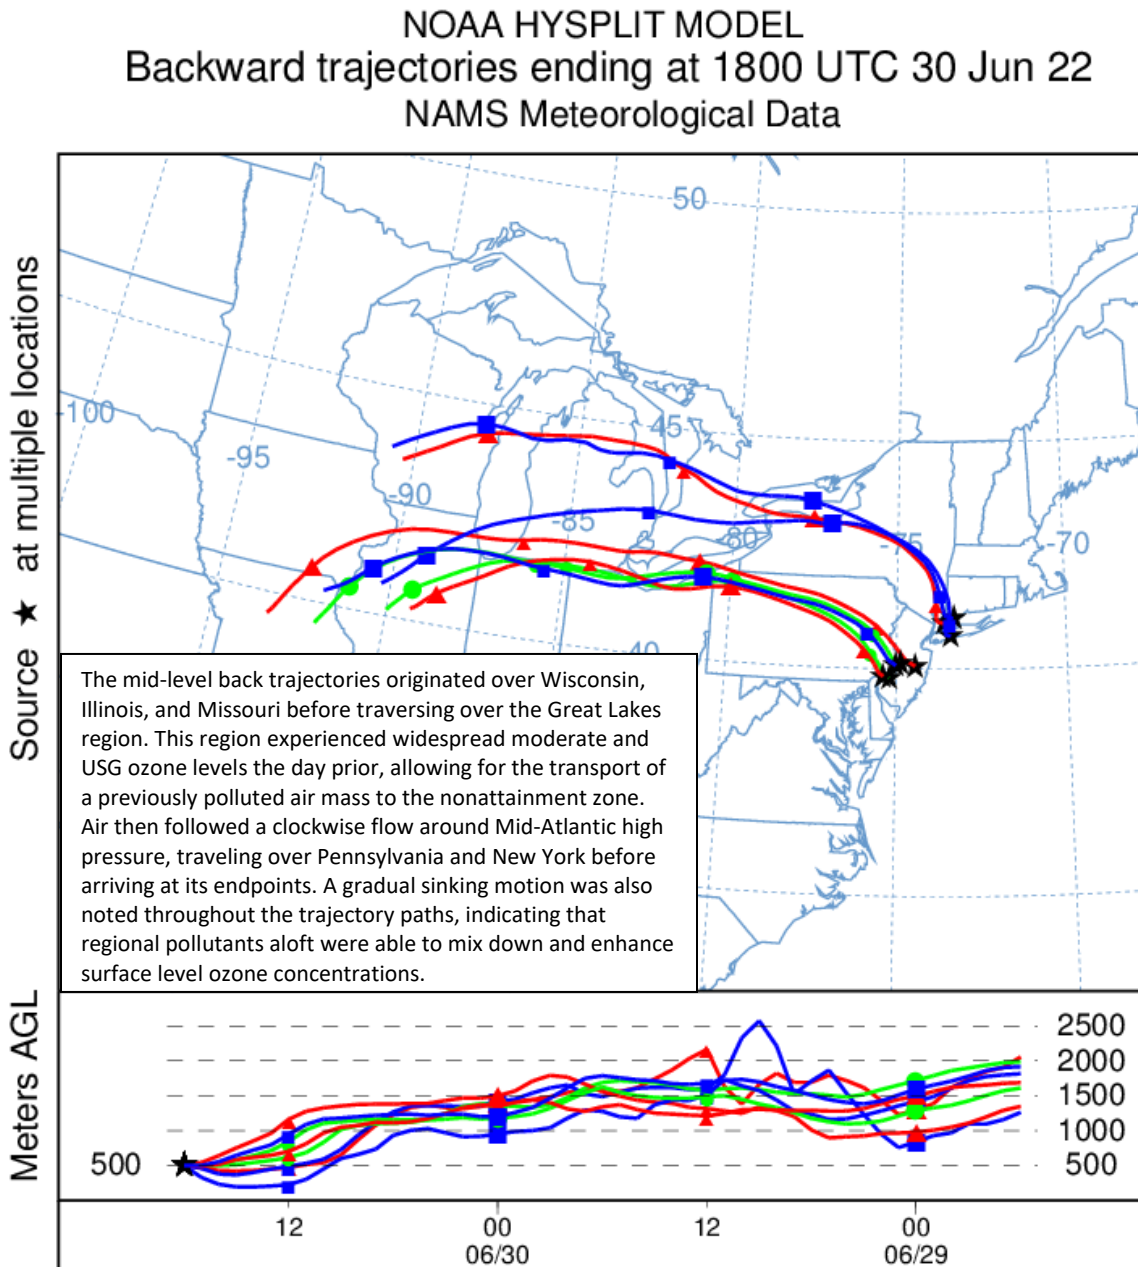 NOAA HYSPLIT MODEL
Backward trajectories ending at 1800 UTC 30 Jun 22
NAMS Meteorological Data
Source ★ at multiple locations
50
-100
-95
45
-90
-85
-80
-75
-70
40
The mid-level back trajectories originated over Wisconsin,
Illinois, and Missouri before traversing over the Great Lakes
region. This region experienced widespread moderate and
USG ozone levels the day prior, allowing for the transport of
a previously polluted air mass to the nonattainment zone.
Air then followed a clockwise flow around Mid-Atlantic high
pressure, traveling over Pennsylvania and New York before
arriving at its endpoints. A gradual sinking motion was also
noted throughout the trajectory paths, indicating that
regional pollutants aloft were able to mix down and enhance
surface level ozone concentrations.
Meters AGL
2500
2000
1500
1000
500
500
12
00
12
00
06/30
06/29